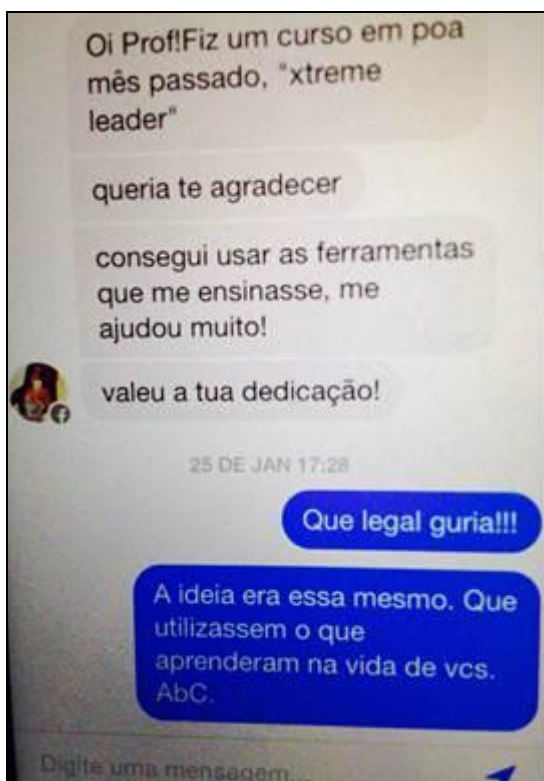 Oi Prof!Fiz um curso em poa
mês passado, "xtreme
leader"
queria te agradecer
consegui usar as ferramentas
que me ensinasse, me
ajudou muito!
valeu a tua dedicação!
25 DE JAN 17:28
Que legal guria!!!
A ideia era essa mesmo. Que
utilizassem o que
aprenderam na vida de vcs.
AbC.
Digite uma mensagem...